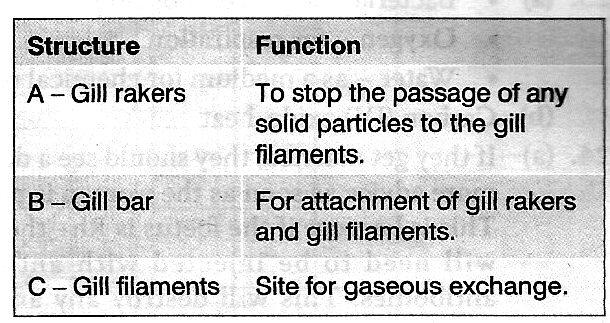 Structure Function
A – Gill rakers To stop the passage of any
solid particles to the gill
filaments.
B – Gill bar For attachment of gill rakers
and gill filaments.
C – Gill filaments Site for gaseous exchange.